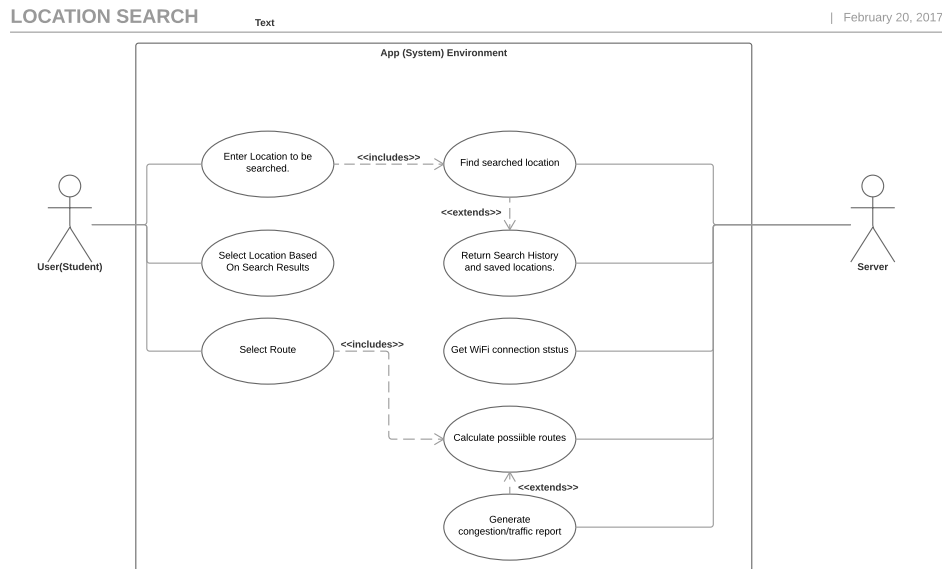 LOCATION SEARCH
Text
| February 20, 2017
App (System) Environment
Enter Location to be
searched.
<<includes>>
Find searched location
<<extends>>
User(Student)
Select Location Based
On Search Results
Return Search History
and saved locations.
Server
Select Route
<<includes>>
Get WiFi connection ststus
Calculate possiible routes
<<extends>>
Generate
congestion/traffic report